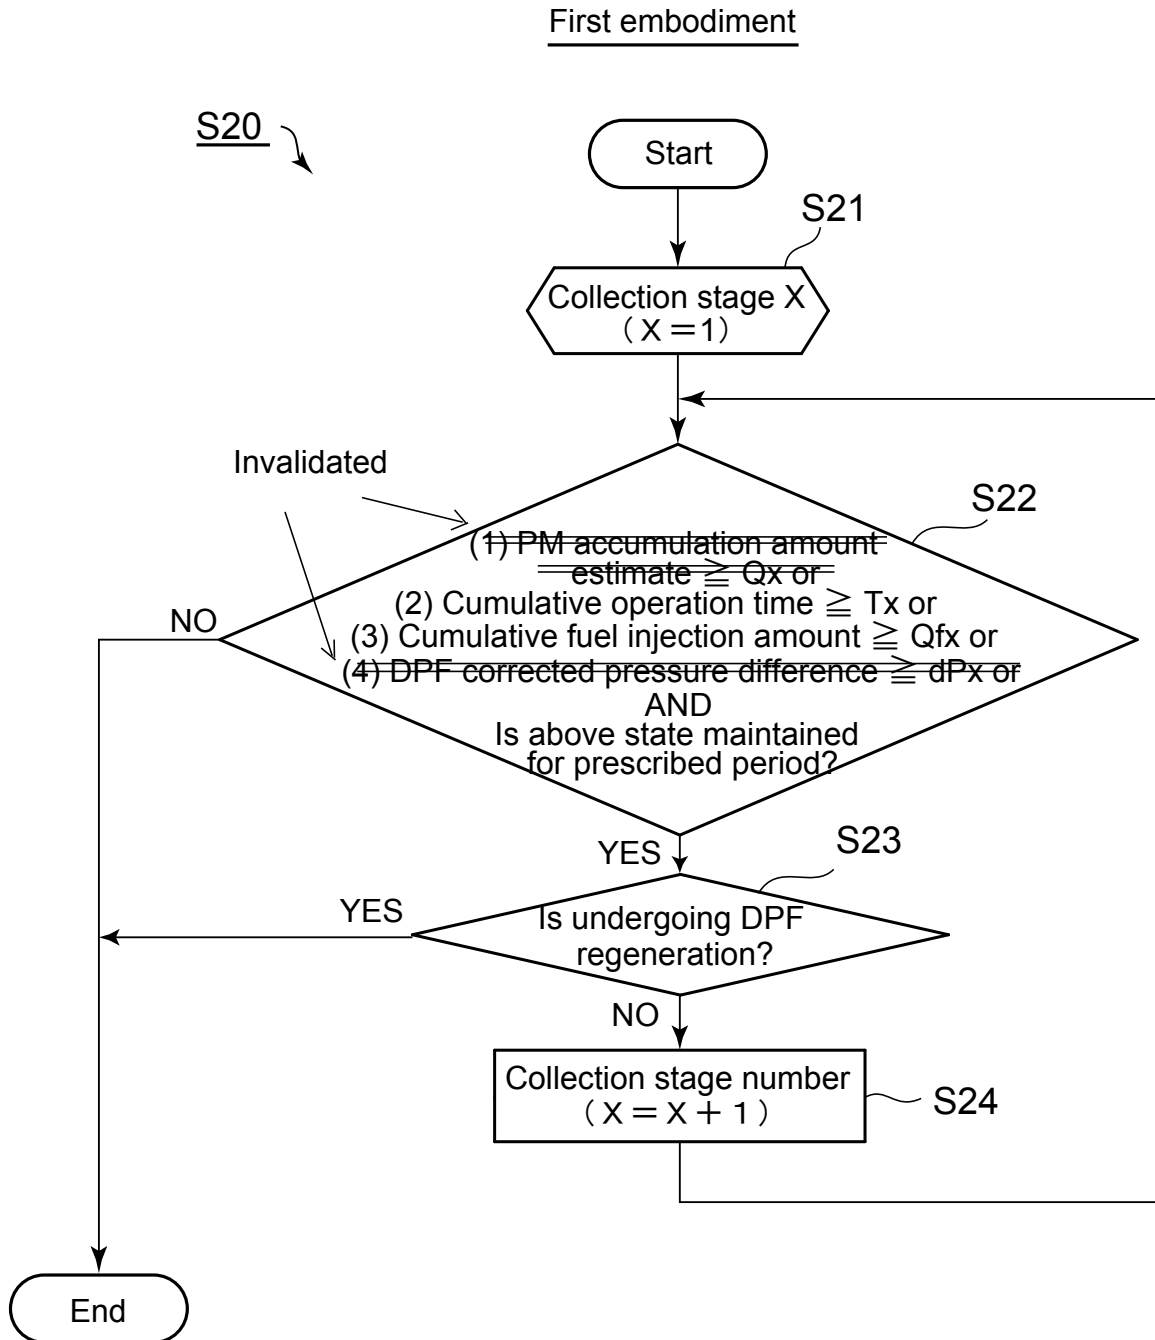 First embodiment
S20
Start
S21
Collection stage X
(X=1)
Invalidated
S22
(1) PM accumulation amount
estimate ≧ Qx or
(2) Cumulative operation time ≧ Tx or
(3) Cumulative fuel injection amount ≧ Qfx or
(4) DPF corrected pressure difference ≧ dPx or
AND
Is above state maintained
for prescribed period?
NO
YES
S23
YES
Is undergoing DPF
regeneration?
NO
Collection stage number
(X=X+1)
S24
End